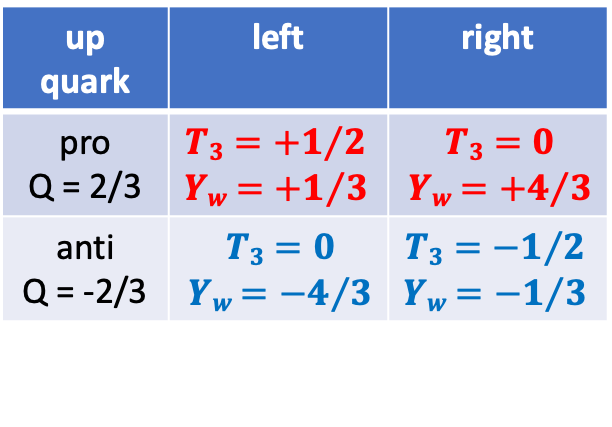 up left right
quark
pro T₃ = +1/2 T₃ = 0
Q = 2/3 Y_w = +1/3 Y_w = +4/3
anti T₃ = 0 T₃ = −1/2
Q = -2/3 Y_w = −4/3 Y_w = −1/3